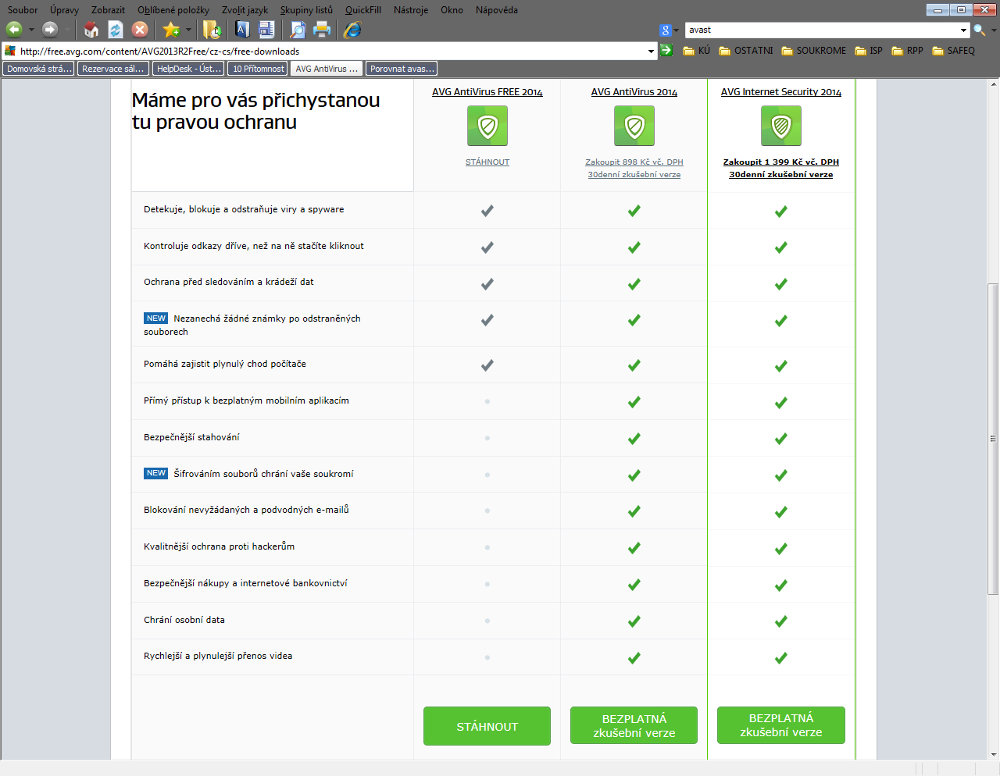 Soubor Úpravy Zobrazit Oblíbené položky Zvolit jazyk Skupiny listů QuickFill Nástroje Okno Nápověda
avast
http://free.avg.com/content/AVG2013R2Free/cz-cs/free-downloads
KÚ OSTATNI SOUKROME ISP RPP SAFEQ
Domovská strá... Rezervace sál... HelpDesk - Úst... 10 Přítomnost AVG AntiVirus ... Porovnat avas...
Máme pro vás přichystanou
tu pravou ochranu
AVG AntiVirus FREE 2014
STÁHNOUT
AVG AntiVirus 2014
Zakoupit 898 Kč vč. DPH
30denní zkušební verze
AVG Internet Security 2014
Zakoupit 1 399 Kč vč. DPH
30denní zkušební verze
Detekuje, blokuje a odstraňuje viry a spyware
Kontroluje odkazy dříve, než na ně stačíte kliknout
Ochrana před sledováním a krádeží dat
NEW Nezanechá žádné známky po odstraněných
souborech
Pomáhá zajistit plynulý chod počítače
Přímý přístup k bezplatným mobilním aplikacím
Bezpečnější stahování
NEW Šifrováním souborů chrání vaše soukromí
Blokování nevyžádaných a podvodných e-mailů
Kvalitnější ochrana proti hackerům
Bezpečnější nákupy a internetové bankovnictví
Chrání osobní data
Rychlejší a plynulejší přenos videa
STÁHNOUT
BEZPLATNÁ
zkušební verze
BEZPLATNÁ
zkušební verze